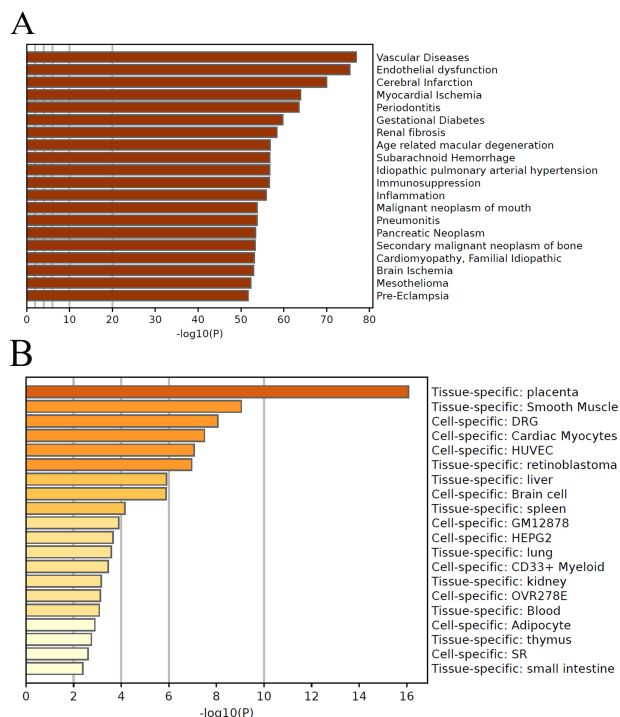 A
Vascular Diseases
Endothelial dysfunction
Cerebral Infarction
Myocardial Ischemia
Periodontitis
Gestational Diabetes
Renal fibrosis
Age related macular degeneration
Subarachnoid Hemorrhage
Idiopathic pulmonary arterial hypertension
Immunosuppression
Inflammation
Malignant neoplasm of mouth
Pneumonitis
Pancreatic Neoplasm
Secondary malignant neoplasm of bone
Cardiomyopathy, Familial Idiopathic
Brain Ischemia
Mesothelioma
Pre-Eclampsia
0 10 20 30 40 50 60 70 80
-log10(P)
B
Tissue-specific: placenta
Tissue-specific: Smooth Muscle
Cell-specific: DRG
Cell-specific: Cardiac Myocytes
Cell-specific: HUVEC
Tissue-specific: retinoblastoma
Tissue-specific: liver
Cell-specific: Brain cell
Tissue-specific: spleen
Cell-specific: GM12878
Cell-specific: HEPG2
Tissue-specific: lung
Cell-specific: CD33+ Myeloid
Tissue-specific: kidney
Cell-specific: OVR278E
Tissue-specific: Blood
Cell-specific: Adipocyte
Tissue-specific: thymus
Cell-specific: SR
Tissue-specific: small intestine
0 2 4 6 8 10 12 14 16
-log10(P)